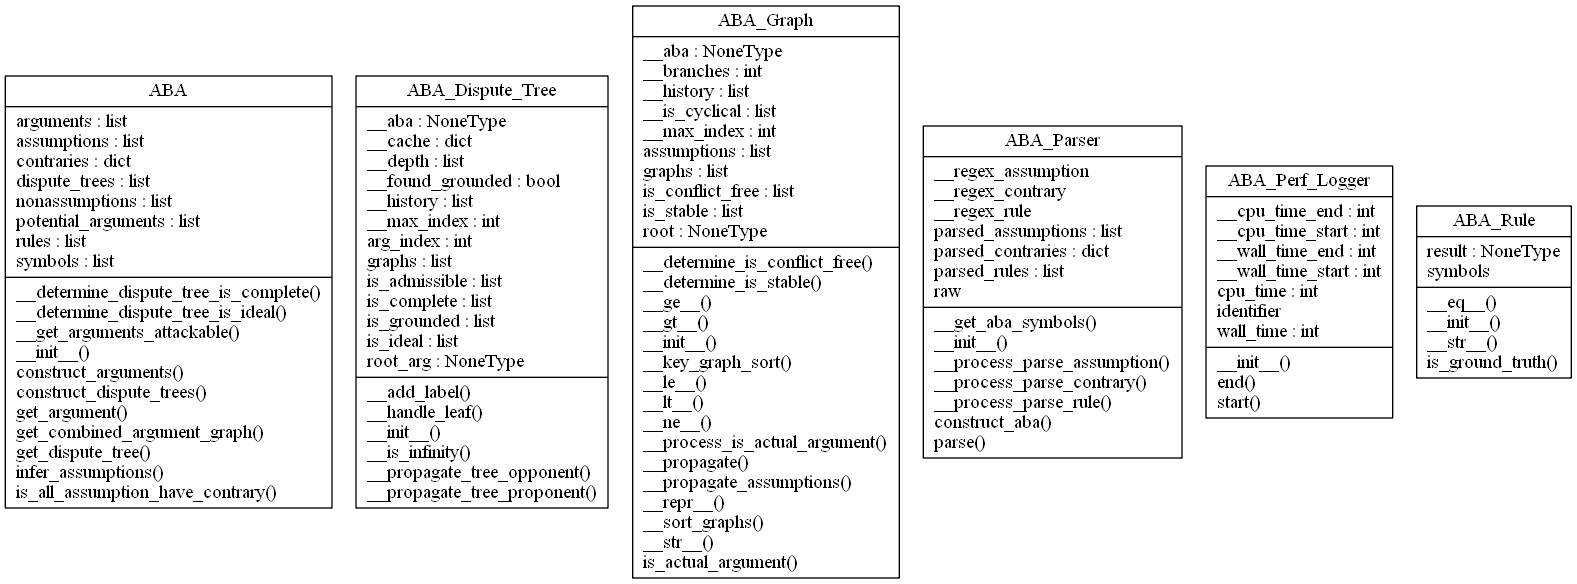 ABA
arguments : list
assumptions : list
contraries : dict
dispute_trees : list
nonassumptions : list
potential_arguments : list
rules : list
symbols : list
__determine_dispute_tree_is_complete()
__determine_dispute_tree_is_ideal()
__get_arguments_attackable()
__init__()
construct_arguments()
construct_dispute_trees()
get_argument()
get_combined_argument_graph()
get_dispute_tree()
infer_assumptions()
is_all_assumption_have_contrary()
ABA_Dispute_Tree
__aba : NoneType
__cache : dict
__depth : list
__found_grounded : bool
__history : list
__max_index : int
arg_index : int
graphs : list
is_admissible : list
is_complete : list
is_grounded : list
is_ideal : list
root_arg : NoneType
__add_label()
__handle_leaf()
__init__()
__is_infinity()
__propagate_tree_opponent()
__propagate_tree_proponent()
ABA_Graph
__aba : NoneType
__branches : int
__history : list
__is_cyclical : list
__max_index : int
assumptions : list
graphs : list
is_conflict_free : list
is_stable : list
root : NoneType
__determine_is_conflict_free()
__determine_is_stable()
__ge__()
__gt__()
__init__()
__key_graph_sort()
__le__()
__lt__()
__ne__()
__process_is_actual_argument()
__propagate()
__propagate_assumptions()
__repr__()
__sort_graphs()
__str__()
is_actual_argument()
ABA_Parser
__regex_assumption
__regex_contrary
__regex_rule
parsed_assumptions : list
parsed_contraries : dict
parsed_rules : list
raw
__get_aba_symbols()
__init__()
__process_parse_assumption()
__process_parse_contrary()
__process_parse_rule()
construct_aba()
parse()
ABA_Perf_Logger
__cpu_time_end : int
__cpu_time_start : int
__wall_time_end : int
__wall_time_start : int
cpu_time : int
identifier
wall_time : int
__init__()
end()
start()
ABA_Rule
result : NoneType
symbols
__eq__()
__init__()
__str__()
is_ground_truth()